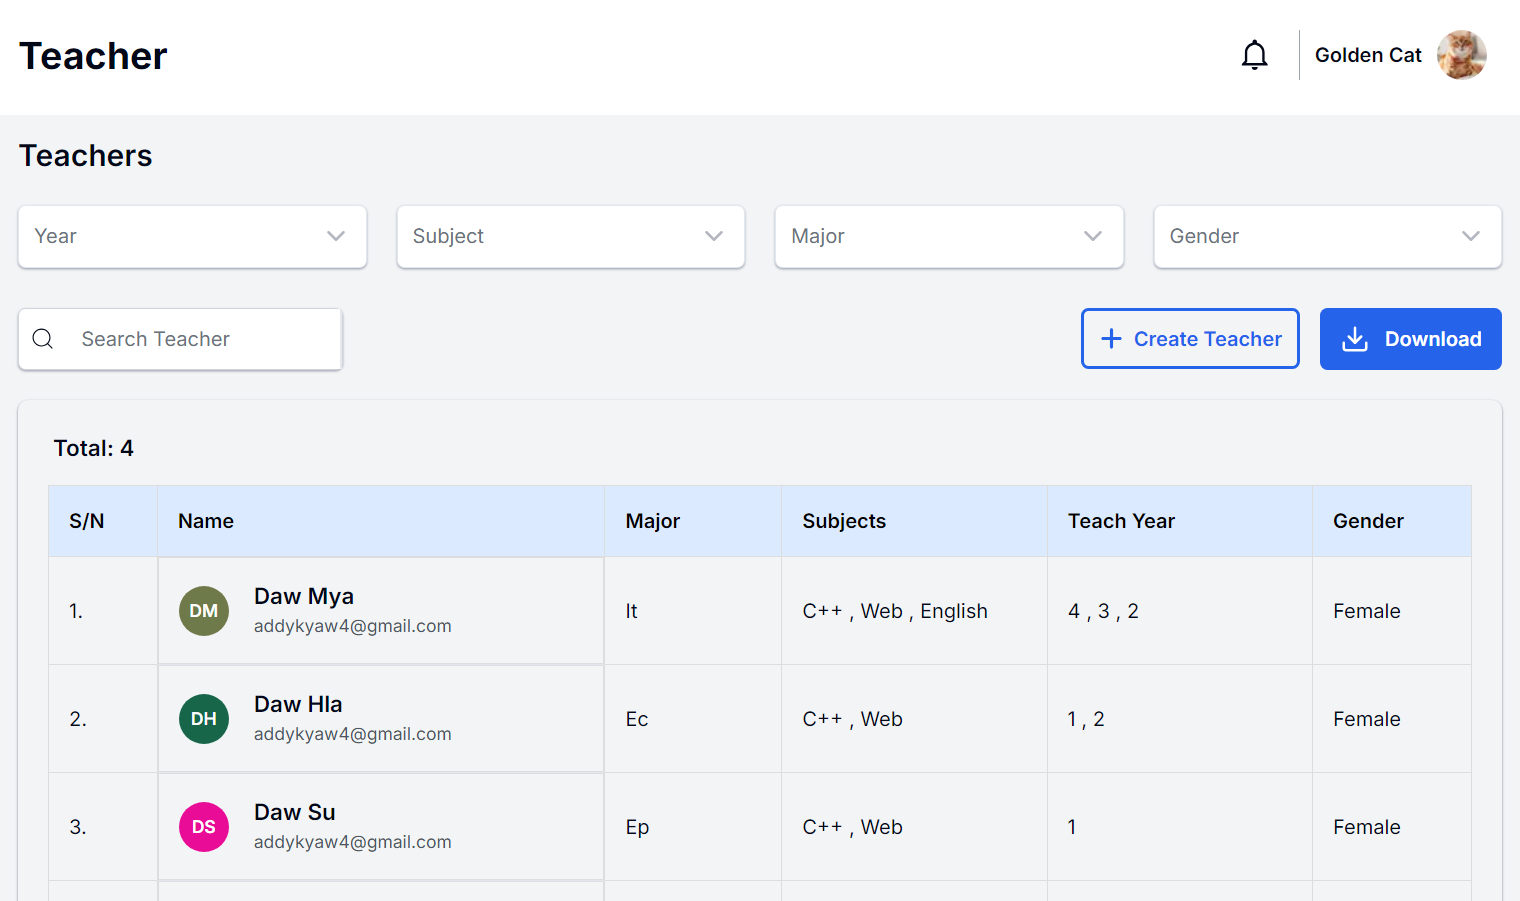 Teacher
Golden Cat
Teachers
Year
Subject
Major
Gender
Search Teacher
Create Teacher
Download
Total: 4
S/N Name Major Subjects Teach Year Gender
1. DM Daw Mya It C++ , Web , English 4 , 3 , 2 Female
addykyaw4@gmail.com
2. DH Daw Hla Ec C++ , Web 1 , 2 Female
addykyaw4@gmail.com
3. DS Daw Su Ep C++ , Web 1 Female
addykyaw4@gmail.com